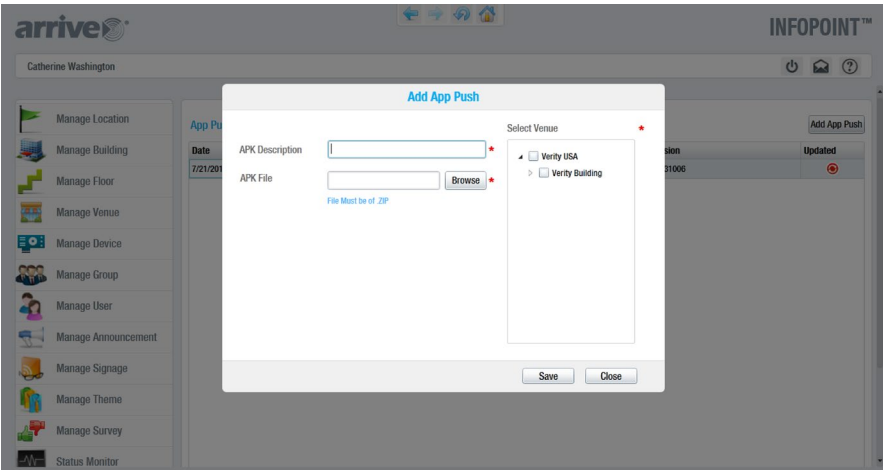 arrive
INFOPOINT™
Catherine Washington
Add App Push
Manage Location
Manage Building
Manage Floor
Manage Venue
Manage Device
Manage Group
Manage User
Manage Announcement
Manage Signage
Manage Theme
Manage Survey
Status Monitor
App Pu
Add App Push
Date
sion
Updated
7/21/201
31006
APK Description
*
APK File
Browse
*
File Must be of .ZIP
Select Venue
*
Verity USA
Verity Building
Save
Close